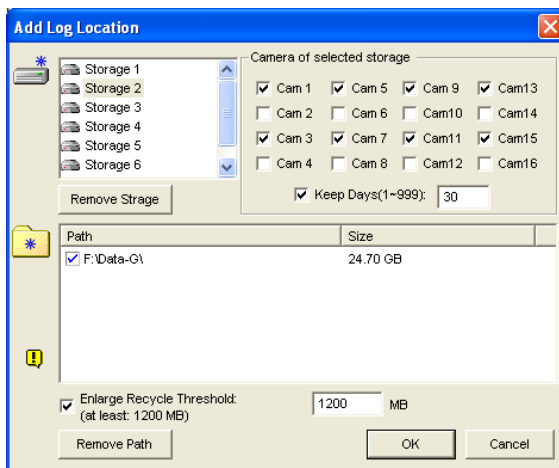 Add Log Location
Storage 1
Storage 2
Storage 3
Storage 4
Storage 5
Storage 6
Remove Strage
Camera of selected storage
Cam 1 Cam 5 Cam 9 Cam13
Cam 2 Cam 6 Cam10 Cam14
Cam 3 Cam 7 Cam11 Cam15
Cam 4 Cam 8 Cam12 Cam16
Keep Days(1~999): 30
Path Size
F:\Data-G\ 24.70 GB
Enlarge Recycle Threshold: 1200 MB
(at least: 1200 MB)
Remove Path OK Cancel